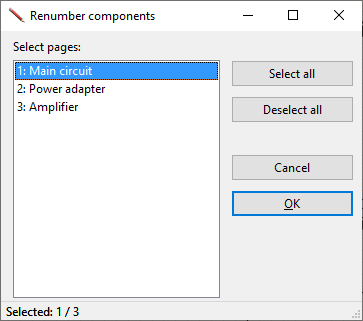 Renumber components
Select pages:
1: Main circuit
2: Power adapter
3: Amplifier
Select all
Deselect all
Cancel
OK
Selected: 1 / 3